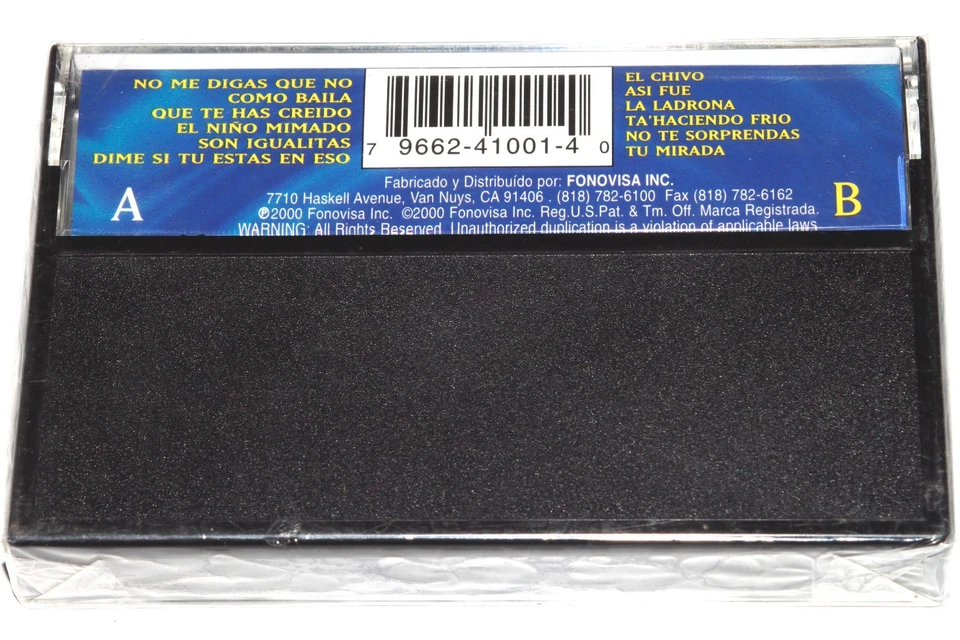 NO ME DIGAS QUE NO
COMO BAILA
QUE TE HAS CREIDO
EL NIÑO MIMADO
SON IGUALITAS
DIME SI TU ESTAS EN ESO
A
7 96662-41001-4 0
EL CHIVO
ASI FUE
LA LADRONA
TA'HACIENDO FRIO
NO TE SORPRENDAS
TU MIRADA
B
Fabricado y Distribuído por: FONOVISA INC.
7710 Haskell Avenue, Van Nuys, CA 91406 . (818) 782-6100 Fax (818) 782-6162
℗2000 Fonovisa Inc. ©2000 Fonovisa Inc. Reg.U.S.Pat. & Tm. Off. Marca Registrada.
WARNING: All Rights Reserved. Unauthorized duplication is a violation of applicable laws